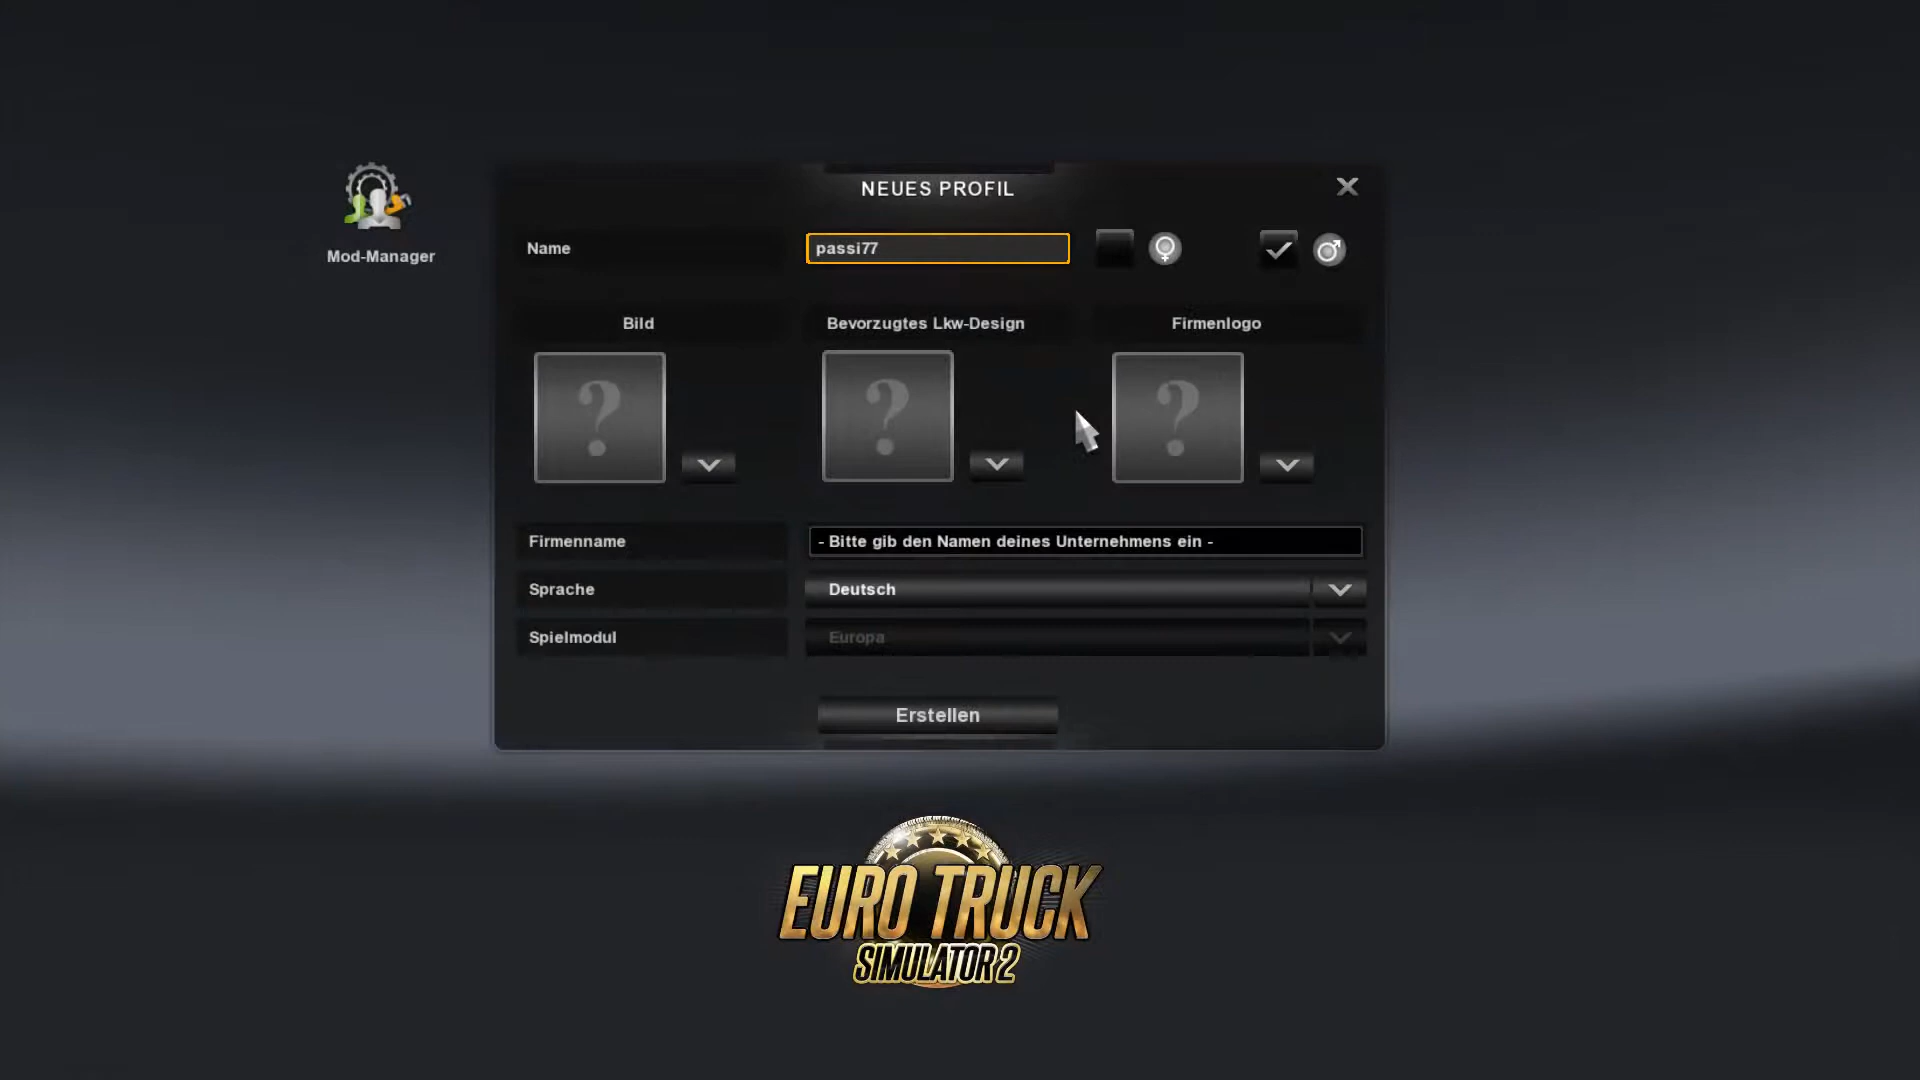 NEUES PROFIL
Mod-Manager
Name
passi77
Bild
Bevorzugtes Lkw-Design
Firmenlogo
?
?
?
Firmenname
- Bitte gib den Namen deines Unternehmens ein -
Sprache
Deutsch
Spielmodul
Europa
Erstellen
EURO TRUCK
SIMULATOR 2